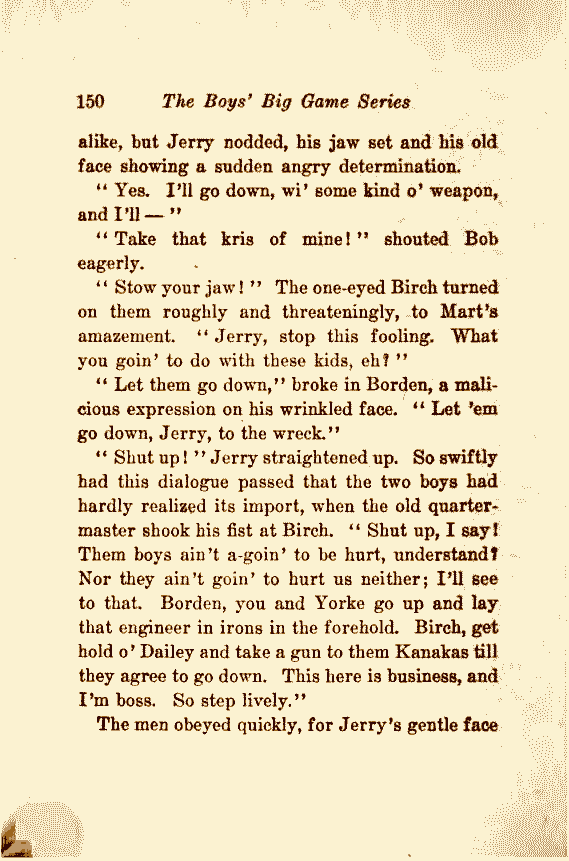 150 The Boys' Big Game Series
alike, but Jerry nodded, his jaw set and his old
face showing a sudden angry determination.
" Yes. I'll go down, wi' some kind o' weapon,
and I'll — "
" Take that kris of mine! " shouted Bob
eagerly.
" Stow your jaw! " The one-eyed Birch turned
on them roughly and threateningly, to Mart's
amazement. " Jerry, stop this fooling. What
you goin' to do with these kids, eh? "
" Let them go down," broke in Borden, a mali-
cious expression on his wrinkled face. " Let 'em
go down, Jerry, to the wreck."
" Shut up! " Jerry straightened up. So swiftly
had this dialogue passed that the two boys had
hardly realized its import, when the old quarter-
master shook his fist at Birch. " Shut up, I say!
Them boys ain't a-goin' to be hurt, understand?
Nor they ain't goin' to hurt us neither; I'll see
to that. Borden, you and Yorke go up and lay
that engineer in irons in the forehold. Birch, get
hold o' Dailey and take a gun to them Kanakas till
they agree to go down. This here is business, and
I'm boss. So step lively."
The men obeyed quickly, for Jerry's gentle face